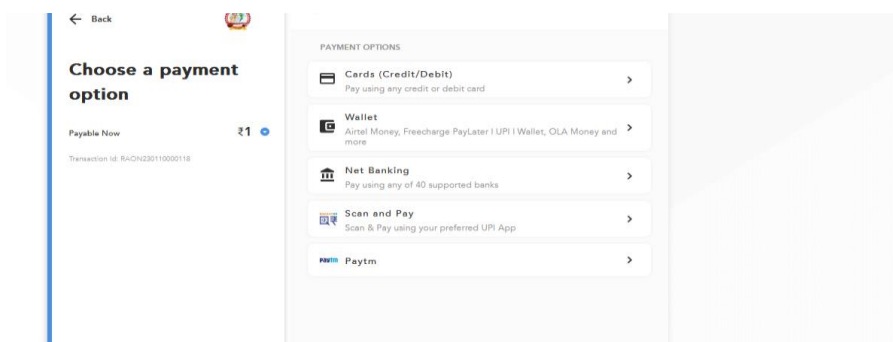 ← Back
Choose a payment
option
Payable Now ₹1
Transaction Id: RAON230110000118
PAYMENT OPTIONS
Cards (Credit/Debit)
Pay using any credit or debit card
Wallet
Airtel Money, Freecharge PayLater | UPI | Wallet, OLA Money and
more
Net Banking
Pay using any of 40 supported banks
Scan and Pay
Scan & Pay using your preferred UPI App
Paytm Paytm